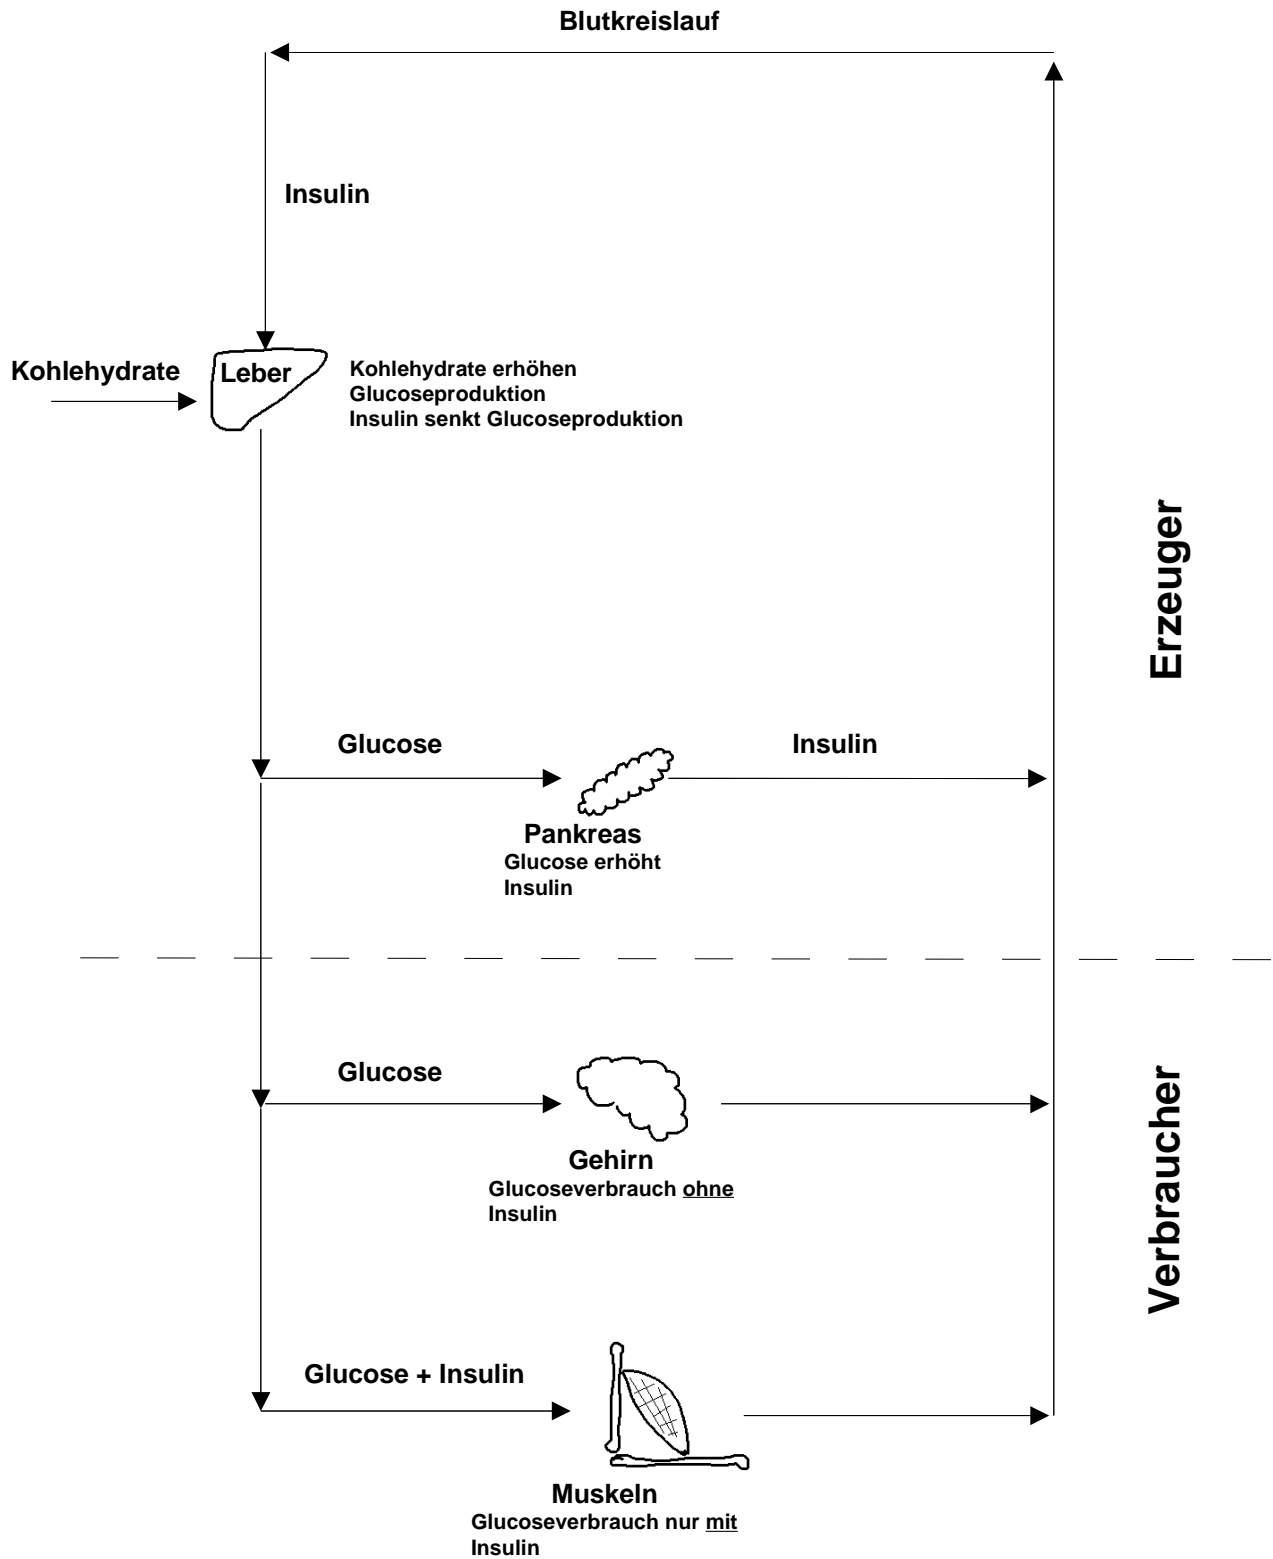 Blutkreislauf
Insulin
Kohlehydrate
Leber
Kohlehydrate erhöhen
Glucoseproduktion
Insulin senkt Glucoseproduktion
Erzeuger
Glucose
Insulin
Pankreas
Glucose erhöht
Insulin
Glucose
Gehirn
Glucoseverbrauch ohne
Insulin
Verbraucher
Glucose + Insulin
Muskeln
Glucoseverbrauch nur mit
Insulin